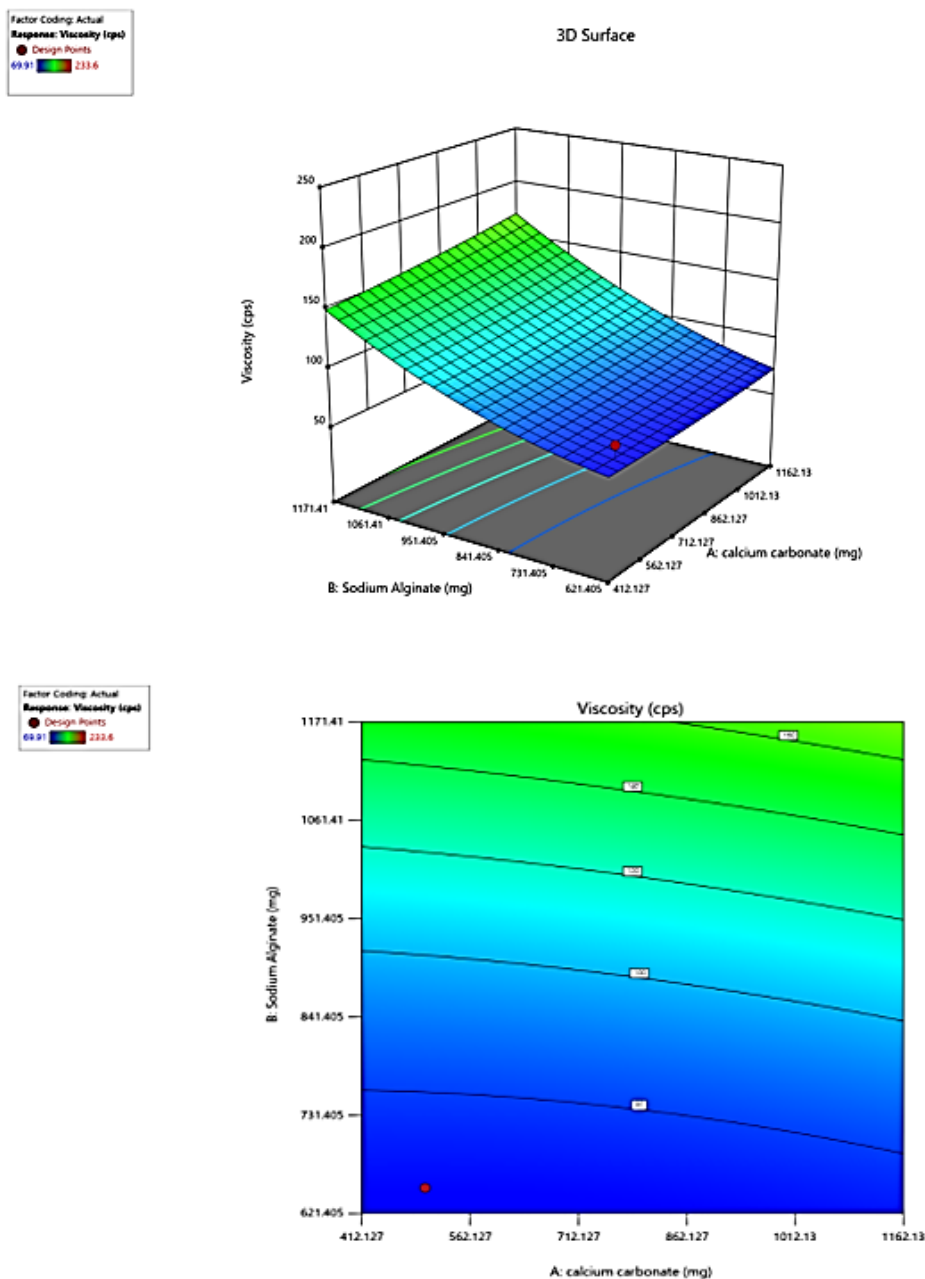 Factor Coding: Actual
Response: Viscosity (cps)
Design Points
69.91 233.6
3D Surface
250
200
150
100
50
Viscosity (cps)
1171.41
1061.41
951.405
841.405
731.405
621.405
B: Sodium Alginate (mg)
412.127
562.127
712.127
862.127
1012.13
1162.13
A: calcium carbonate (mg)
Factor Coding: Actual
Response: Viscosity (cps)
Design Points
69.91 233.6
Viscosity (cps)
1171.41
1061.41
951.405
841.405
731.405
621.405
B: Sodium Alginate (mg)
412.127
562.127
712.127
862.127
1012.13
1162.13
A: calcium carbonate (mg)